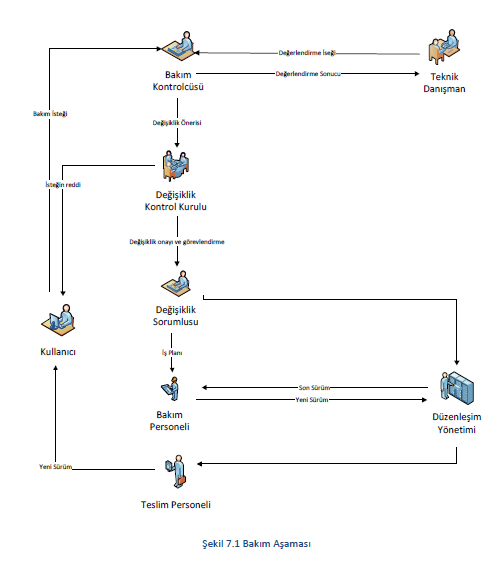 Değerlendirme İseği
Bakım
Kontrolcüsü
Değerlendirme Sonucu
Teknik
Danışman
Bakım İsteği
Değişiklik Önerisi
İsteğin reddi
Değişiklik
Kontrol Kurulu
Değişiklik onayı ve görevlendirme
Değişiklik
Sorumlusu
Kullanıcı
İş Planı
Son Sürüm
Yeni Sürüm
Bakım
Personeli
Düzenleşim
Yönetimi
Yeni Sürüm
Teslim Personeli
Şekil 7.1 Bakım Aşaması